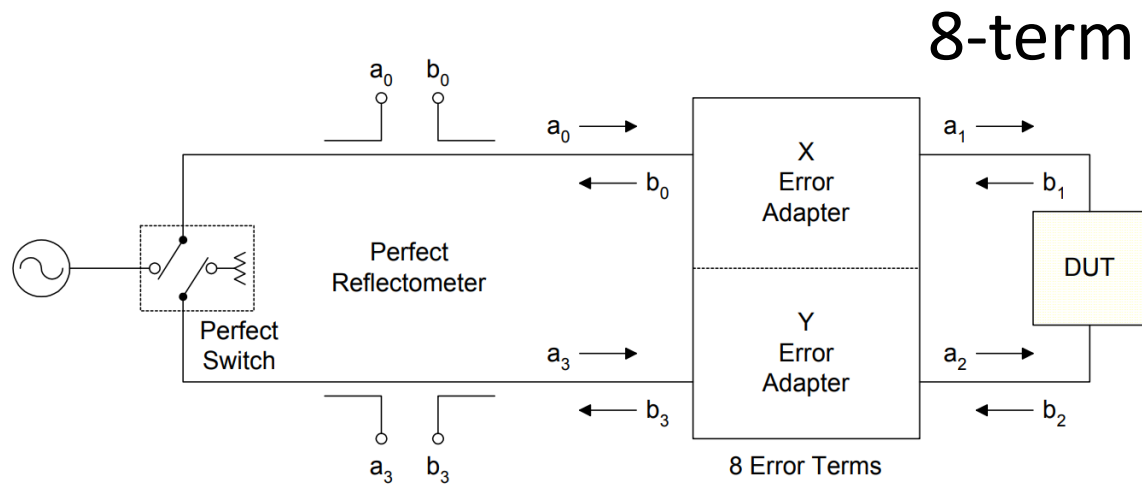 8-term
a₀ b₀
a₀
b₀
a₁
b₁
X
Error
Adapter
Perfect
Reflectometer
DUT
Perfect
Switch
Y
Error
Adapter
a₃
b₃
a₂
b₂
a₃ b₃
8 Error Terms